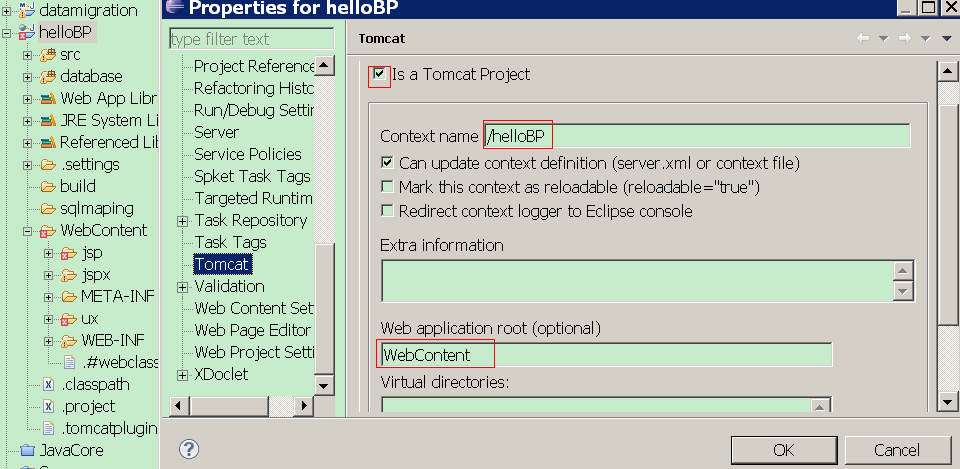 datamigration
helloBP
src
database
Web App Libr
JRE System Li
Referenced Lib
.settings
build
sqlmaping
WebContent
jsp
jspx
META-INF
ux
WEB-INF
.#webclass
.classpath
.project
.tomcatplugin
JavaCore
Properties for helloBP
type filter text
Project Reference
Refactoring Histo
Run/Debug Settin
Server
Service Policies
Spket Task Tags
Targeted Runtim
Task Repository
Task Tags
Tomcat
Validation
Web Content Sett
Web Page Editor
Web Project Setti
XDoclet
Tomcat
Is a Tomcat Project
Context name /helloBP
Can update context definition (server.xml or context file)
Mark this context as reloadable (reloadable="true")
Redirect context logger to Eclipse console
Extra information
Web application root (optional)
WebContent
Virtual directories:
?
OK
Cancel